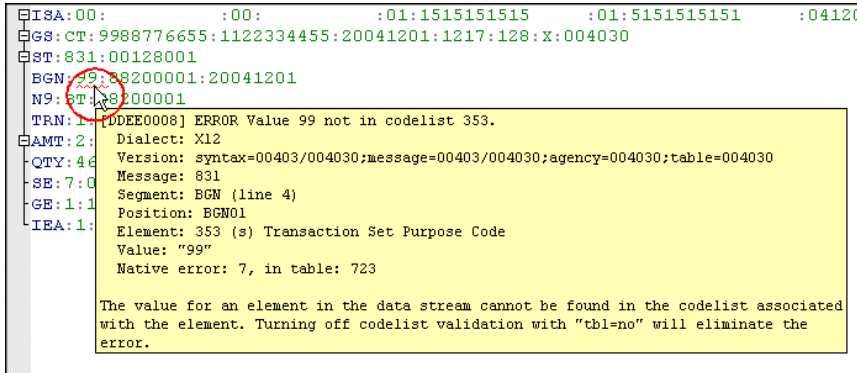 ISA:00:          :00:          :01:1515151515     :01:5151515151     :04120
GS:CT:9988776655:1122334455:20041201:1217:128:X:004030
ST:831:00128001
BGN:99:88200001:20041201
N9:BT:88200001
TRN:1:
[DDEE0008] ERROR Value 99 not in codelist 353.
AMT:2:
Dialect: X12
QTY:46
Version: syntax=00403/004030;message=00403/004030;agency=004030;table=004030
Message: 831
SE:7:0
Segment: BGN (line 4)
GE:1:1
Position: BGN01
IEA:1:
Element: 353 (s) Transaction Set Purpose Code
Value: "99"
Native error: 7, in table: 723
The value for an element in the data stream cannot be found in the codelist associated
with the element. Turning off codelist validation with "tbl=no" will eliminate the
error.